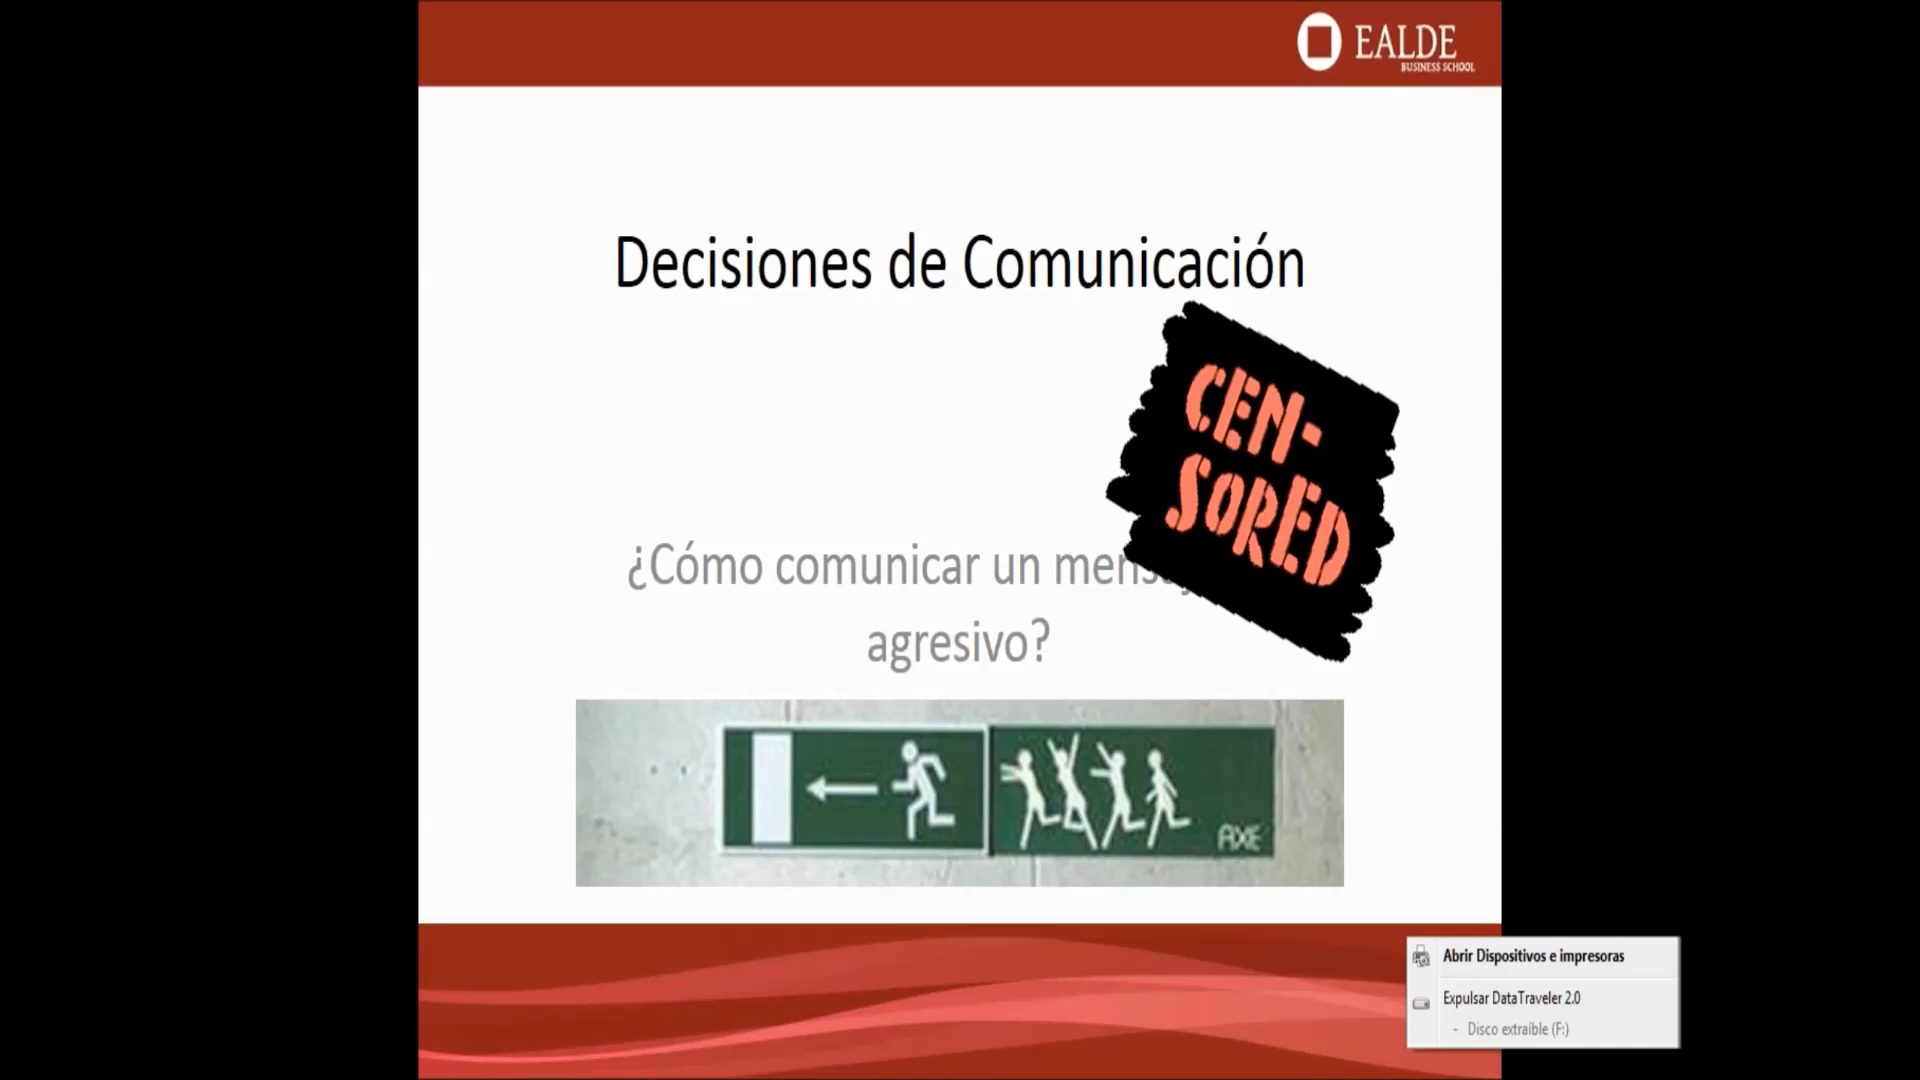 EALDE
BUSINESS SCHOOL
Decisiones de Comunicación
CEN-
SORED
¿Cómo comunicar un
agresivo?
AXE
Abrir Dispositivos e impresoras
Expulsar DataTraveler 2.0
- Disco extraíble (F:)